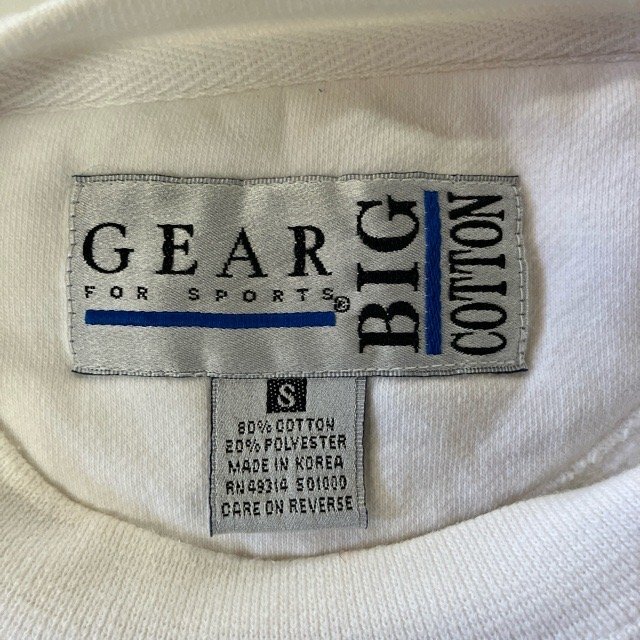 GEAR
FOR SPORTS®
BIG
COTTON
S
80% COTTON
20% POLYESTER
MADE IN KOREA
RN49314 S01000
CARE ON REVERSE